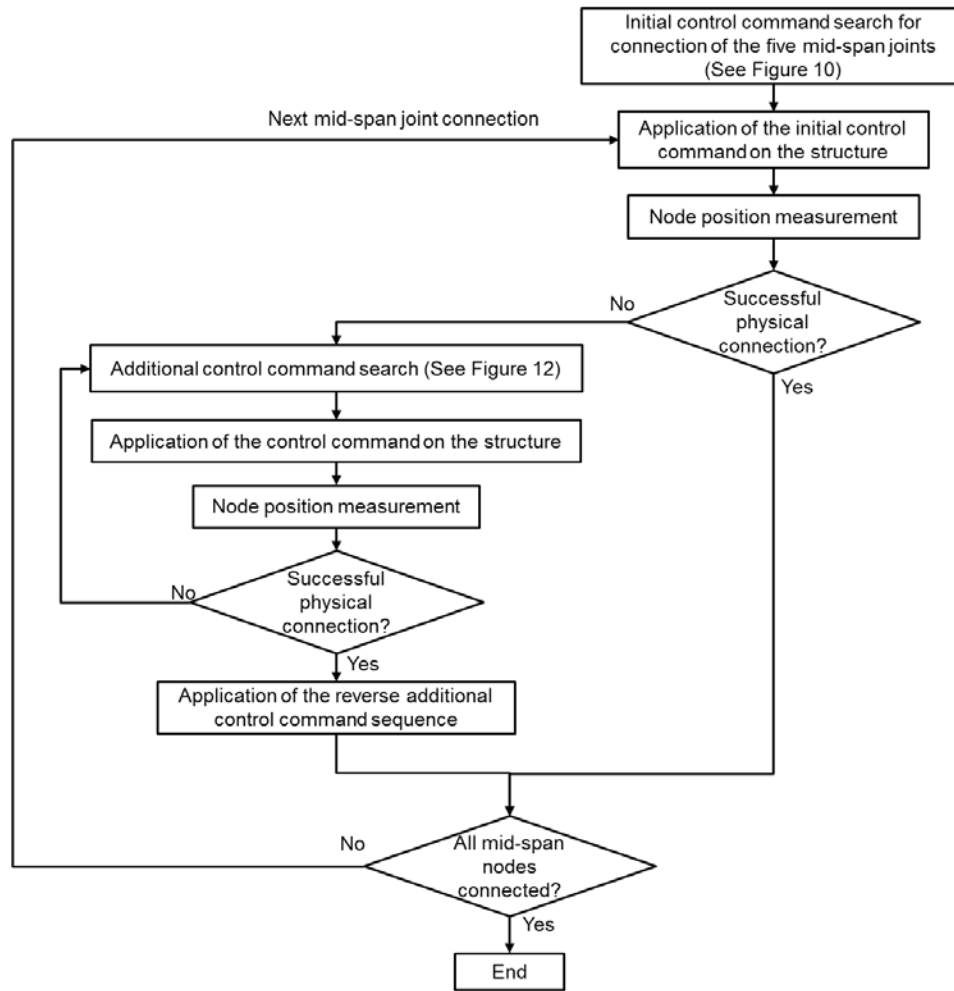 Initial control command search for
connection of the five mid-span joints
(See Figure 10)
Next mid-span joint connection
Application of the initial control
command on the structure
Node position measurement
No
Successful
physical
connection?
Yes
Additional control command search (See Figure 12)
Application of the control command on the structure
Node position measurement
No
Successful
physical
connection?
Yes
Application of the reverse additional
control command sequence
No
All mid-span
nodes
connected?
Yes
End